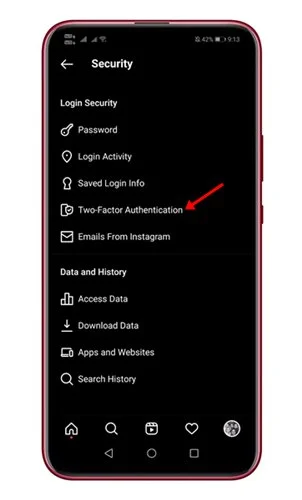 42% 9:13
Security
Login Security
Password
Login Activity
Saved Login Info
Two-Factor Authentication
Emails From Instagram
Data and History
Access Data
Download Data
Apps and Websites
Search History